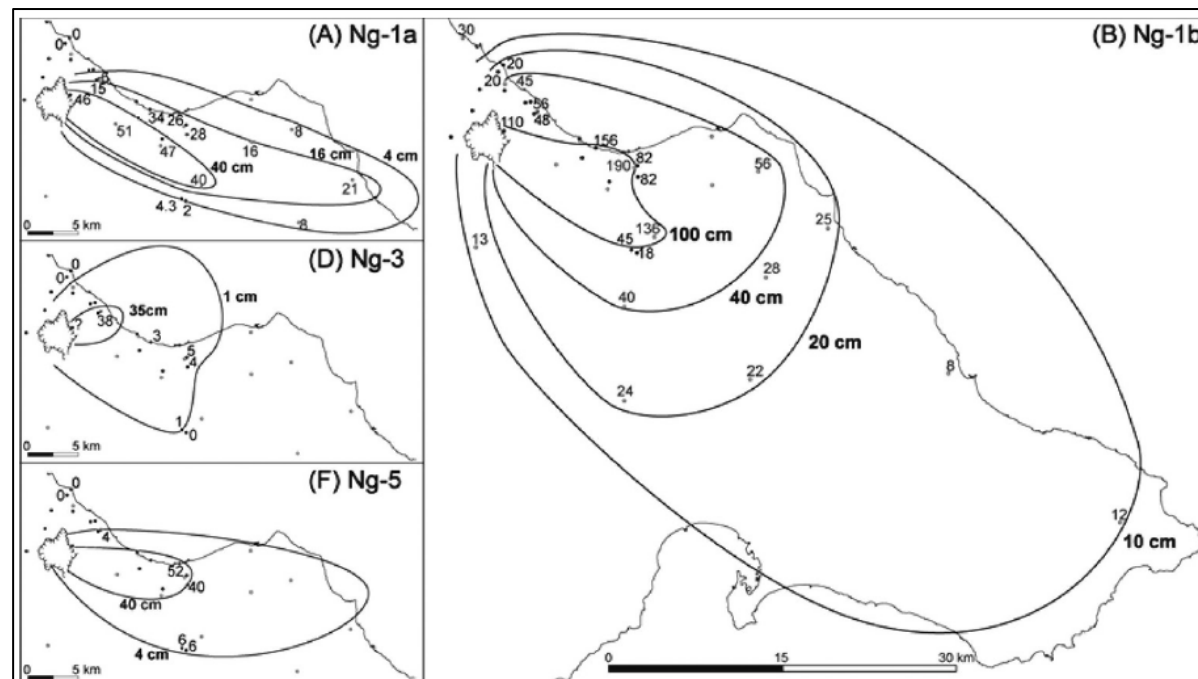 (A) Ng-1a
0
0
8
15
46
34
26
28
51
47
16
8
16 cm
4 cm
40 cm
40
21
4.3
2
8
0 5 km
(D) Ng-3
0
0
1 cm
35cm
?
38
3
5
4
1
0
0 5 km
(F) Ng-5
0
0
4
52
40
40 cm
4 cm
6
6
0 5 km
(B) Ng-1b
30
20
20
45
56
48
110
156
190
82
82
56
136
100 cm
45
18
13
25
28
40
40 cm
20 cm
22
24
8
12
10 cm
0 15 30 km